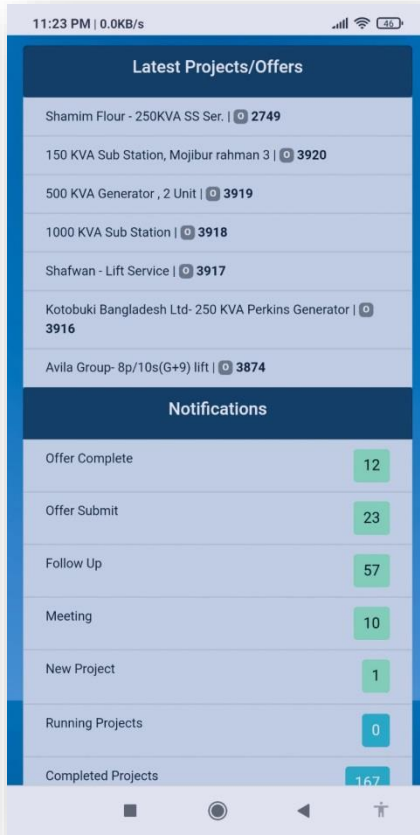 11:23 PM | 0.0KB/s 46
Latest Projects/Offers
Shamim Flour - 250KVA SS Ser. | O 2749
150 KVA Sub Station, Mojibur rahman 3 | O 3920
500 KVA Generator , 2 Unit | O 3919
1000 KVA Sub Station | O 3918
Shafwan - Lift Service | O 3917
Kotobuki Bangladesh Ltd- 250 KVA Perkins Generator | O
3916
Avila Group- 8p/10s(G+9) lift | O 3874
Notifications
Offer Complete 12
Offer Submit 23
Follow Up 57
Meeting 10
New Project 1
Running Projects 0
Completed Projects 167